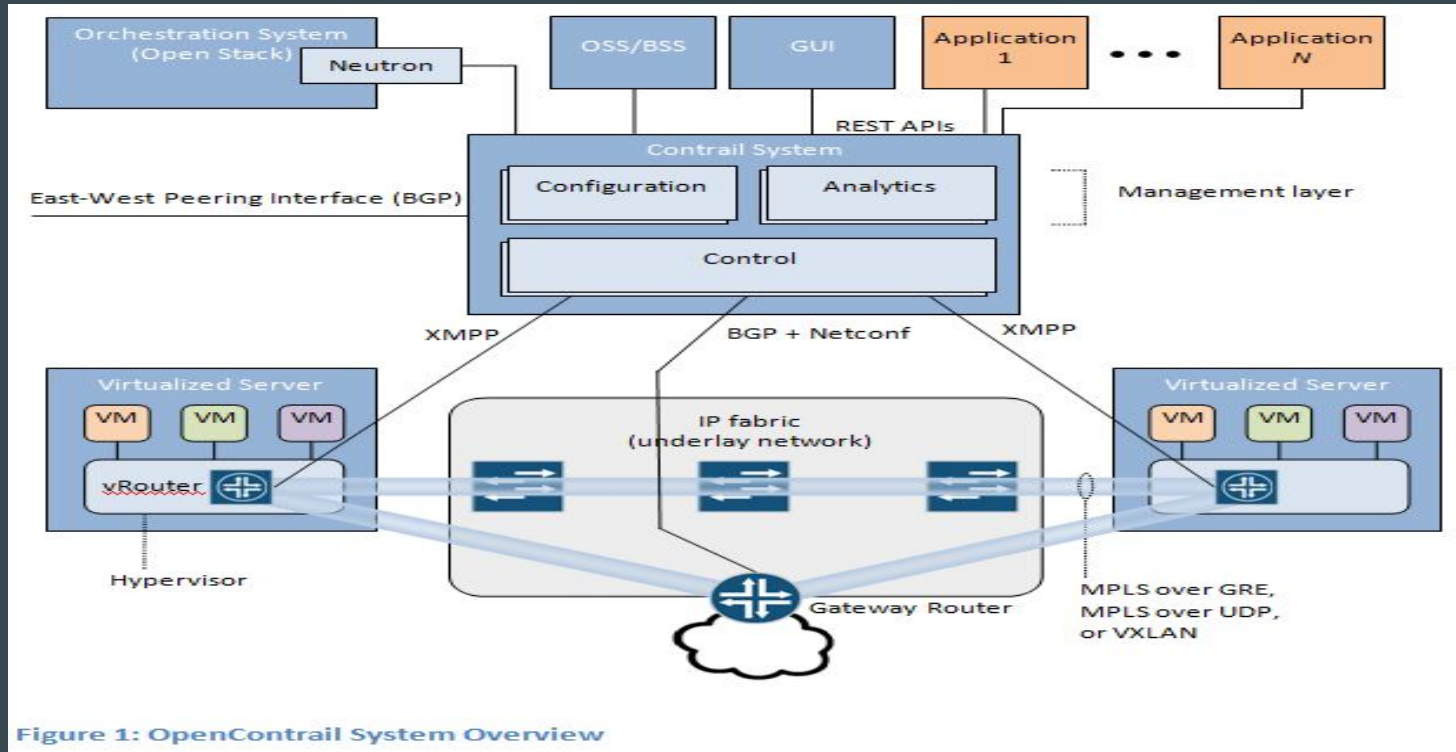 Orchestration System
(Open Stack)
Neutron
OSS/BSS
GUI
Application
1
Application
N
REST APIs
Contrail System
Configuration
Analytics
Management layer
East-West Peering Interface (BGP)
Control
XMPP
BGP + Netconf
XMPP
Virtualized Server
VM
VM
VM
vRouter
Hypervisor
IP fabric
(underlay network)
Virtualized Server
VM
VM
VM
Gateway Router
MPLS over GRE,
MPLS over UDP,
or VXLAN
Figure 1: OpenContrail System Overview